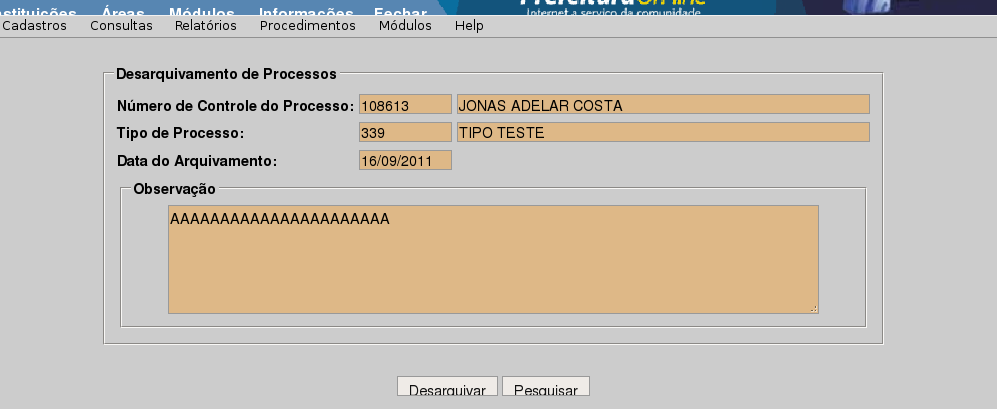 Instituições Áreas Módulos Informações Fechar
Prefeitura On-line
Internet a serviço da comunidade
Cadastros Consultas Relatórios Procedimentos Módulos Help
Desarquivamento de Processos
Número de Controle do Processo: 108613 JONAS ADELAR COSTA
Tipo de Processo: 339 TIPO TESTE
Data do Arquivamento: 16/09/2011
Observação
AAAAAAAAAAAAAAAAAAAAAA
Desarquivar Pesquisar